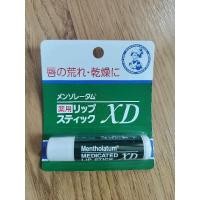 唇の荒れ・乾燥に
メンソレータム®
薬用リップ
スティック XD
Mentholatum®
MEDICATED
LIP STICK XD